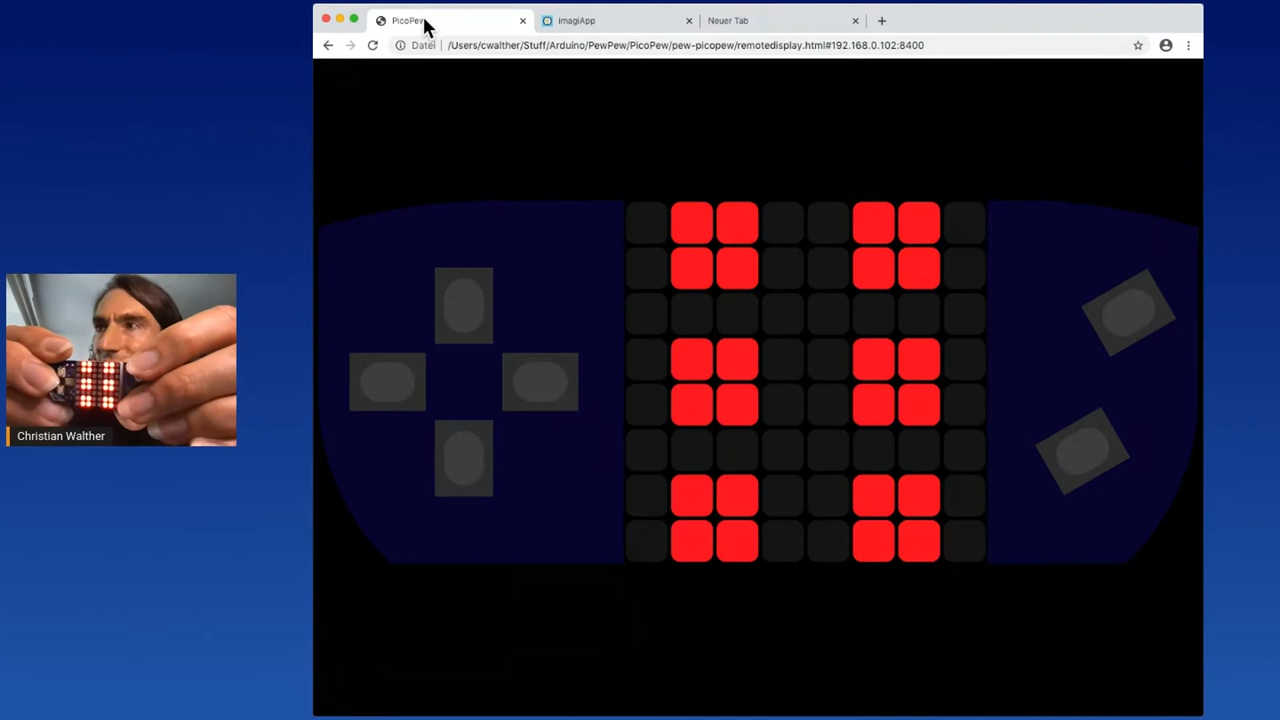 PicoPew
imagiApp
Neuer Tab
Datei
/Users/cwalther/Stuff/Arduino/PewPew/PicoPew/pew-picopew/remotedisplay.html#192.168.0.102:8400
Christian Walther